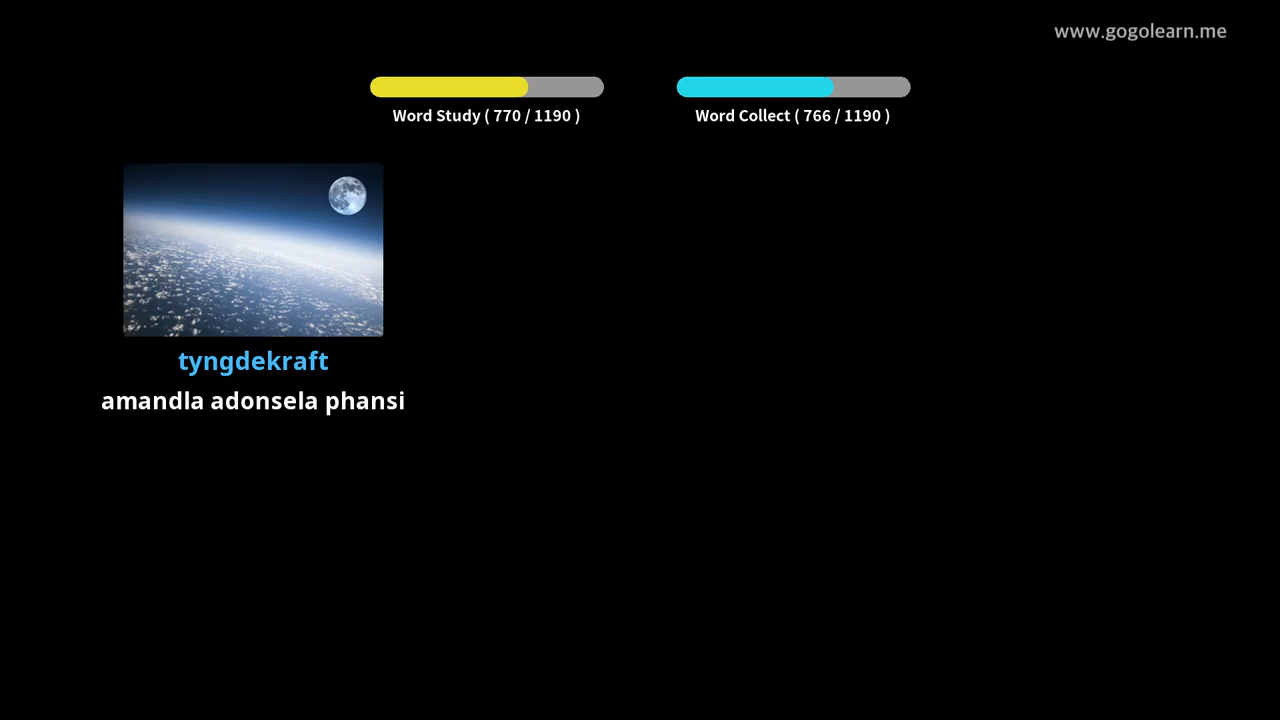 www.gogolearn.me
Word Study ( 770 / 1190 )
Word Collect ( 766 / 1190 )
tyngdekraft
amandla adonsela phansi